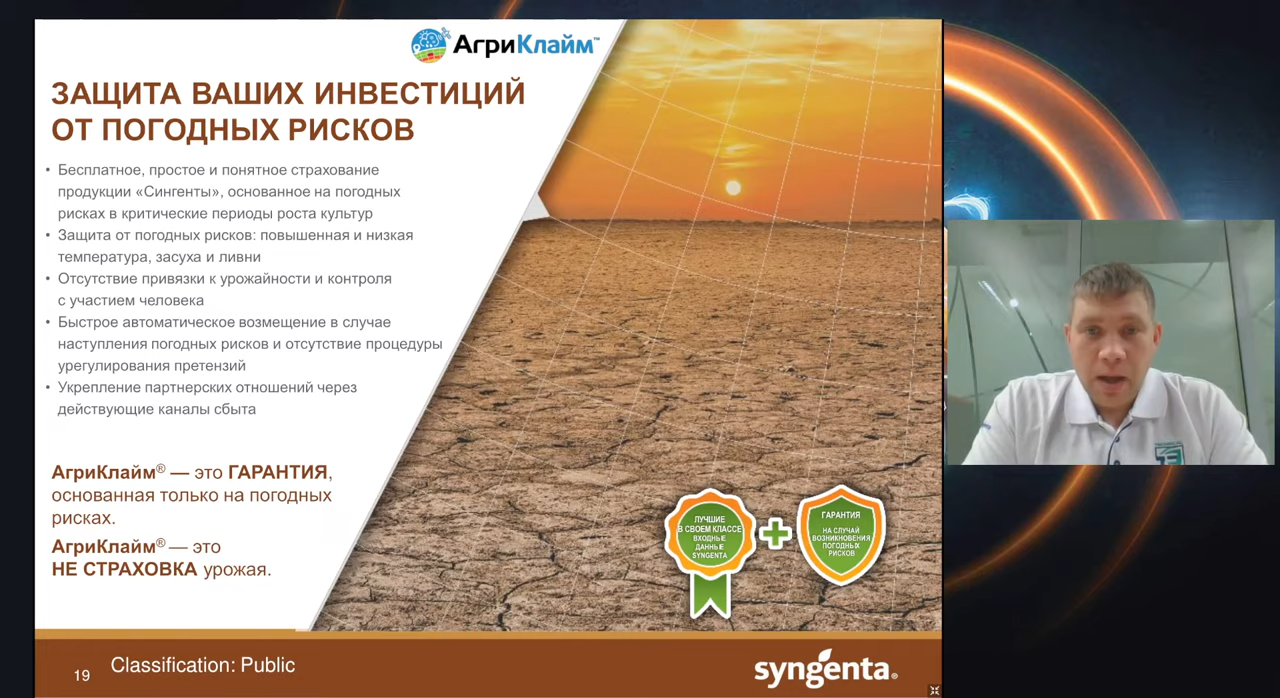 АгриКлайм™
ЗАЩИТА ВАШИХ ИНВЕСТИЦИЙ
ОТ ПОГОДНЫХ РИСКОВ
• Бесплатное, простое и понятное страхование
продукции «Сингенты», основанное на погодных
рисках в критические периоды роста культур
• Защита от погодных рисков: повышенная и низкая
температура, засуха и ливни
• Отсутствие привязки к урожайности и контроля
с участием человека
• Быстрое автоматическое возмещение в случае
наступления погодных рисков и отсутствие процедуры
урегулирования претензий
• Укрепление партнерских отношений через
действующие каналы сбыта
АгриКлайм® — это ГАРАНТИЯ,
основанная только на погодных
рисках.
АгриКлайм® — это
НЕ СТРАХОВКА урожая.
ЛУЧШИЕ
В СВОЕМ КЛАССЕ
ВХОДНЫЕ
ДАННЫЕ
SYNGENTA
ГАРАНТИЯ
НА СЛУЧАЙ
ВОЗНИКНОВЕНИЯ
ПОГОДНЫХ
РИСКОВ
19
Classification: Public
syngenta®